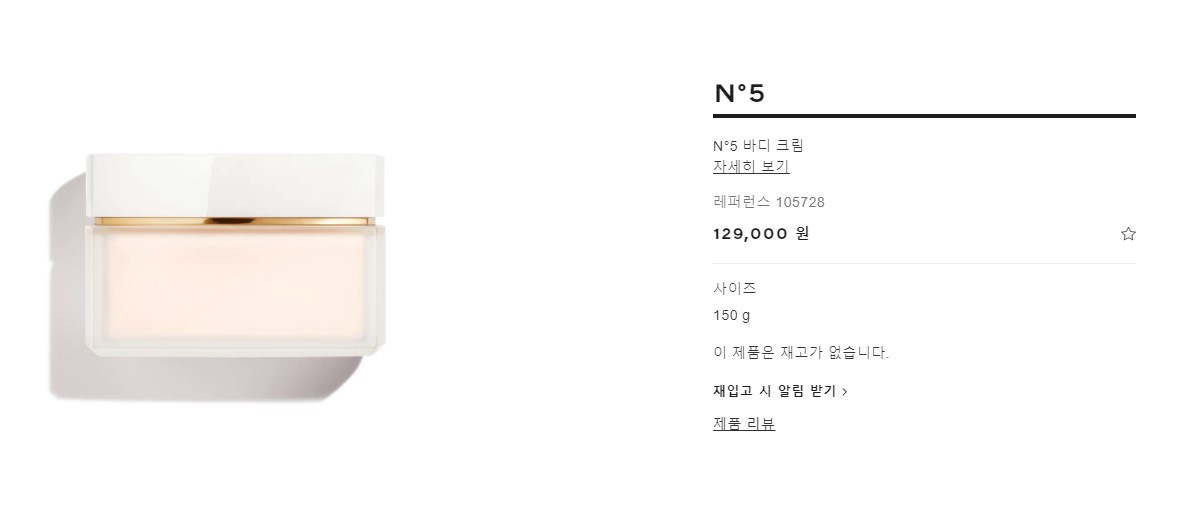 N°5
N°5 바디 크림
자세히 보기
레퍼런스 105728
129,000 원
사이즈
150 g
이 제품은 재고가 없습니다.
재입고 시 알림 받기 >
제품 리뷰